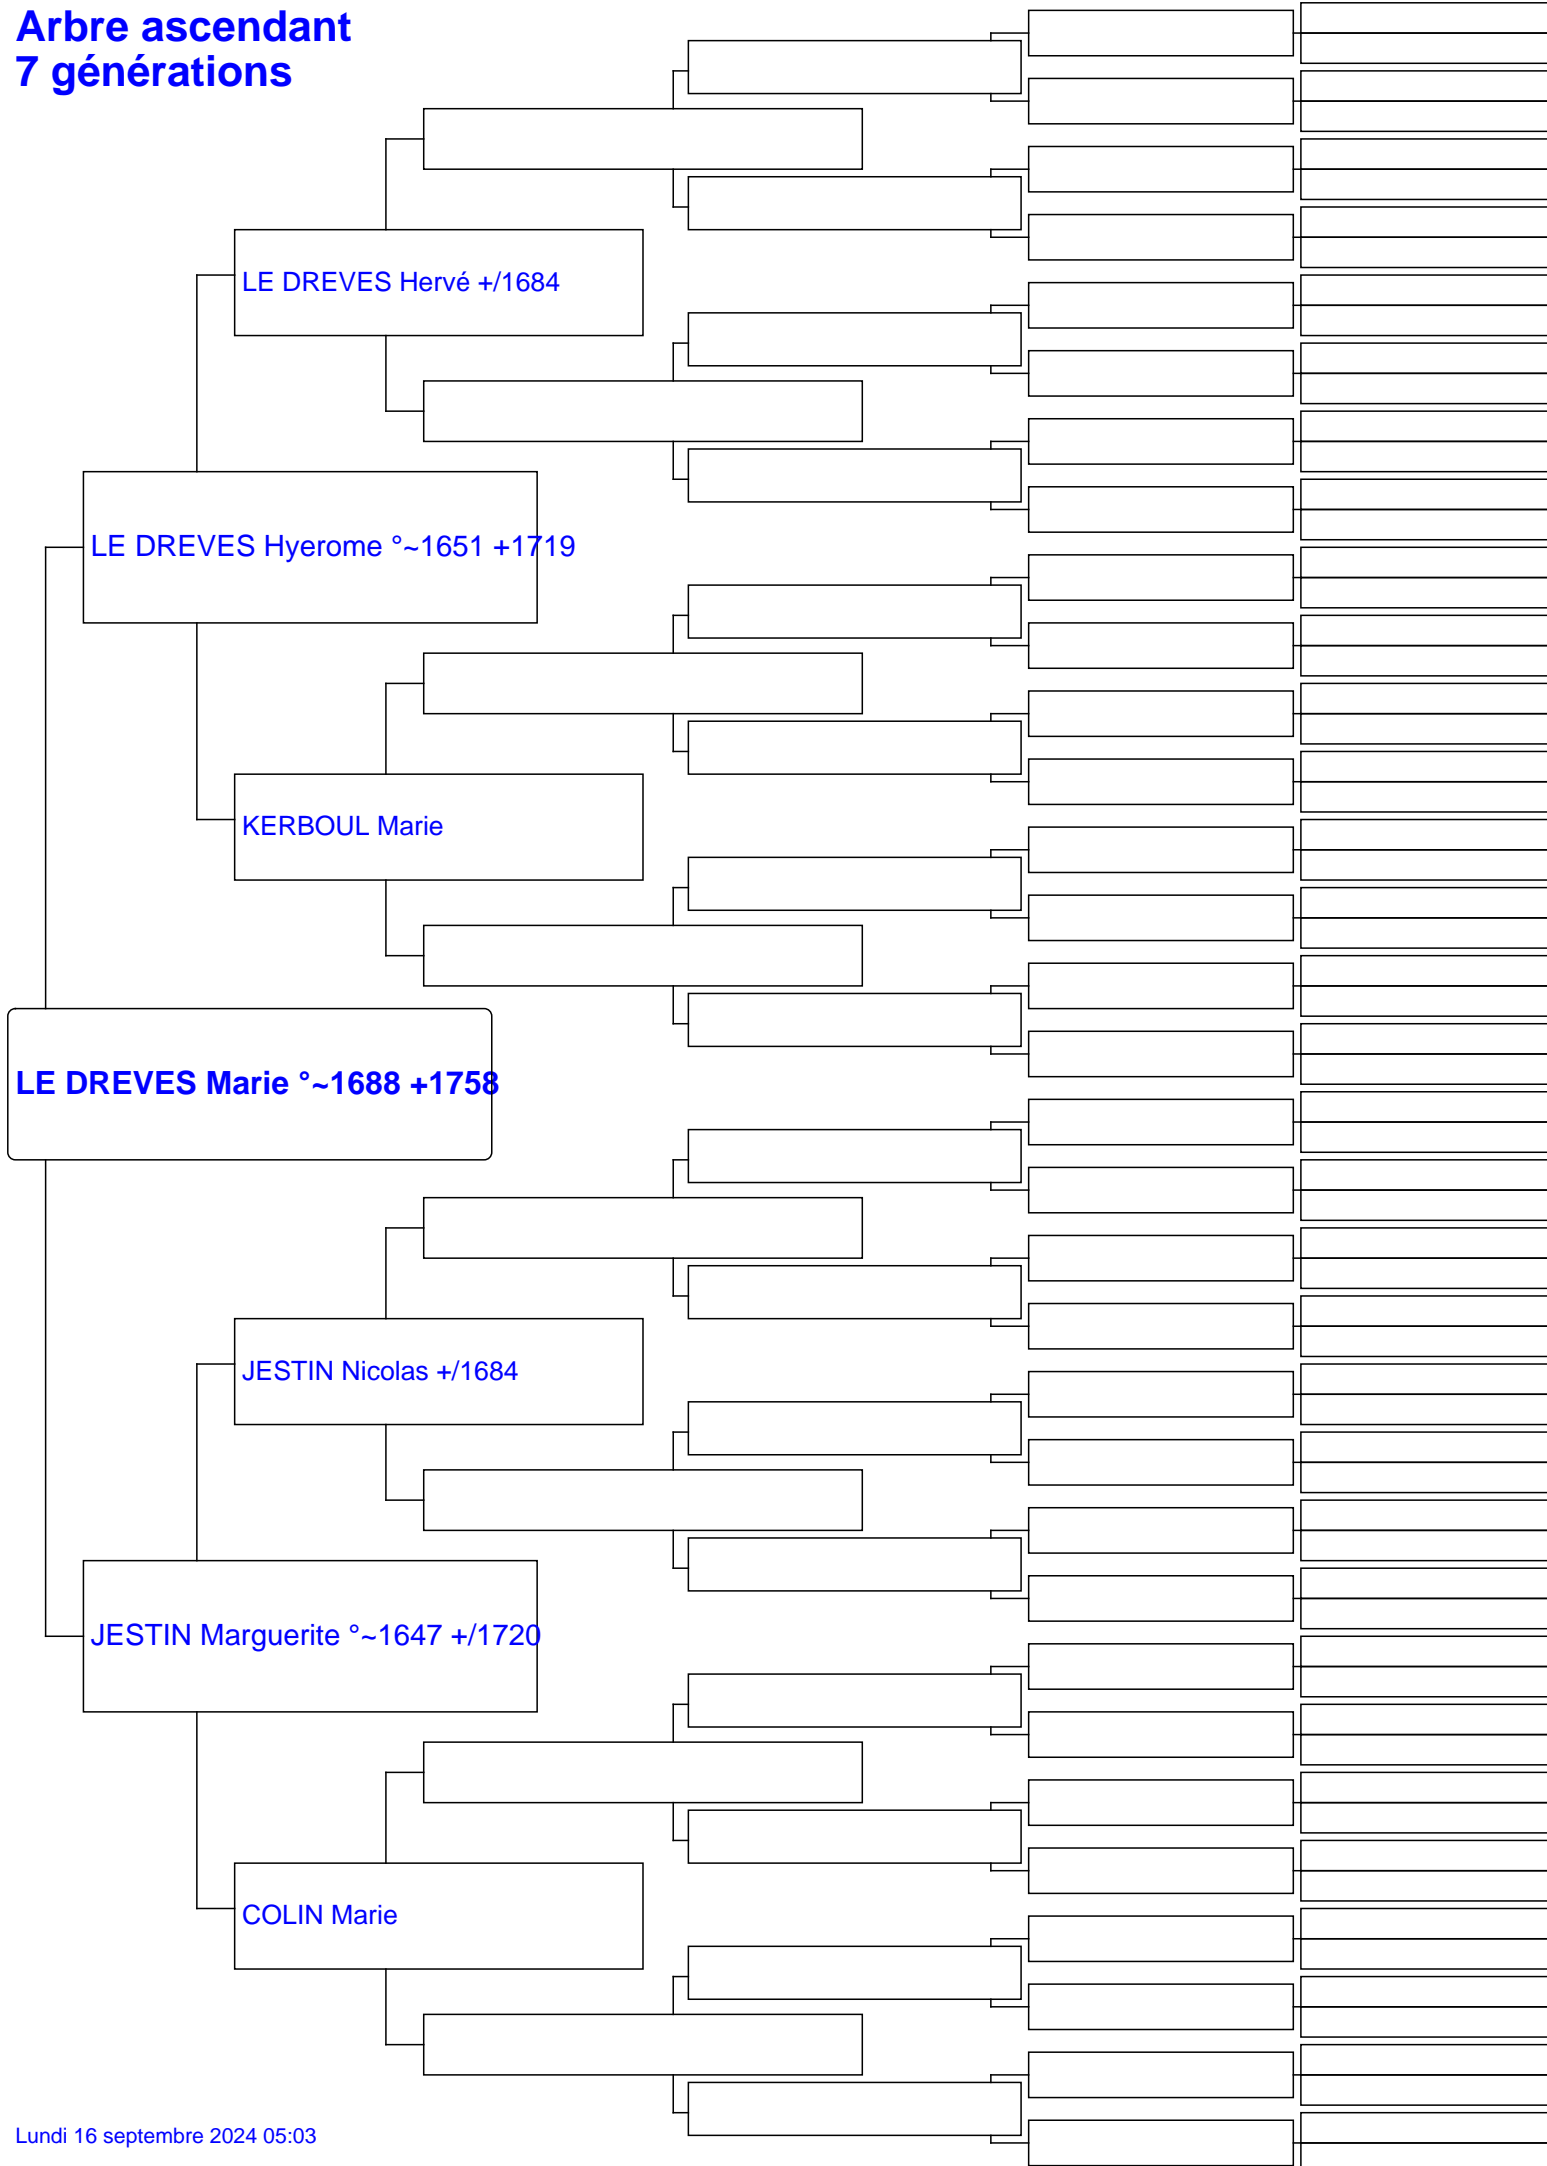 Arbre ascendant
7 générations
LE DREVES Hervé +/1684
LE DREVES Hyerome °~1651 +1719
KERBOUL Marie
LE DREVES Marie °~1688 +1758
JESTIN Nicolas +/1684
JESTIN Marguerite °~1647 +/1720
COLIN Marie
Lundi 16 septembre 2024 05:03